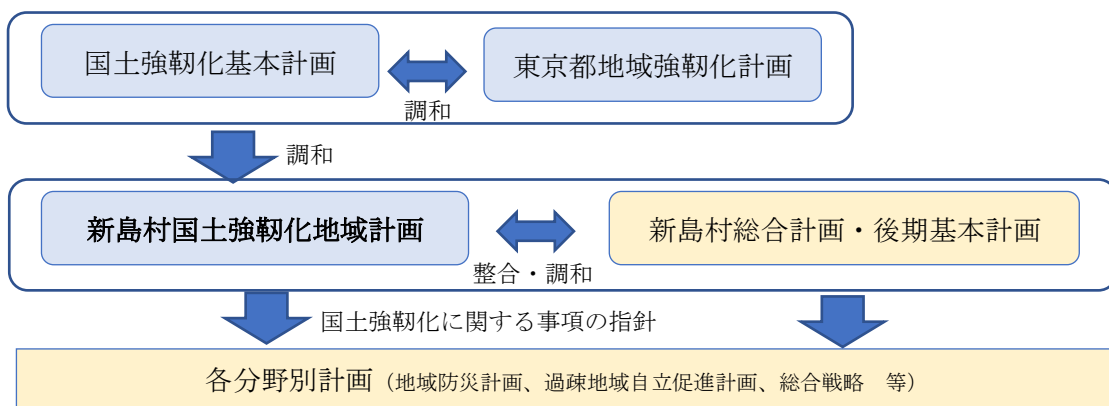 国土強靭化基本計画
東京都地域強靭化計画
調和
調和
新島村国土強靭化地域計画
新島村総合計画・後期基本計画
整合・調和
国土強靭化に関する事項の指針
各分野別計画（地域防災計画、過疎地域自立促進計画、総合戦略　等）